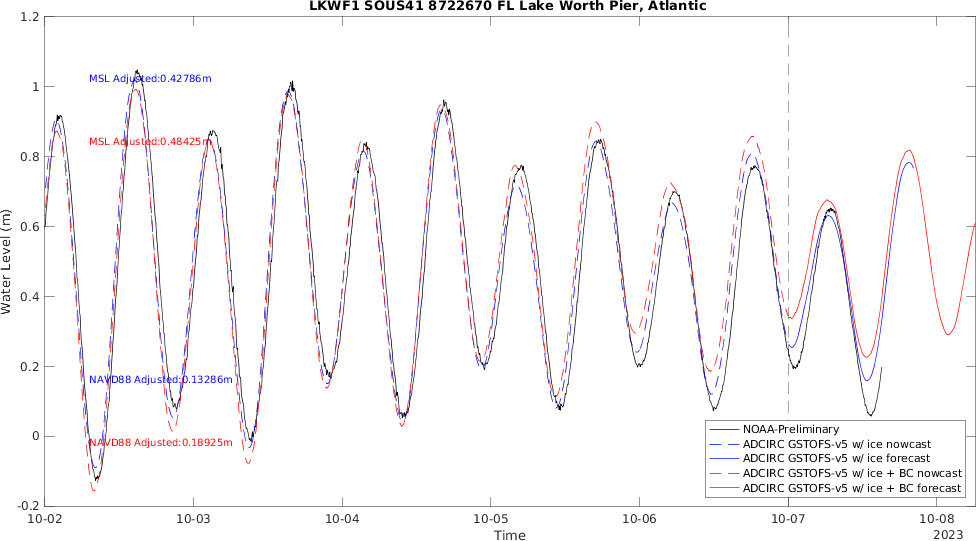 LKWF1 SOUS41 8722670 FL Lake Worth Pier, Atlantic
1.2
1
0.8
0.6
0.4
0.2
0
-0.2
Water Level (m)
MSL Adjusted:0.42786m
MSL Adjusted:0.48425m
NAVD88 Adjusted:0.13286m
NAVD88 Adjusted:0.18925m
NOAA-Preliminary
ADCIRC GSTOFS-v5 w/ ice nowcast
ADCIRC GSTOFS-v5 w/ ice forecast
ADCIRC GSTOFS-v5 w/ ice + BC nowcast
ADCIRC GSTOFS-v5 w/ ice + BC forecast
10-02 10-03 10-04 10-05 10-06 10-07 10-08
Time
2023